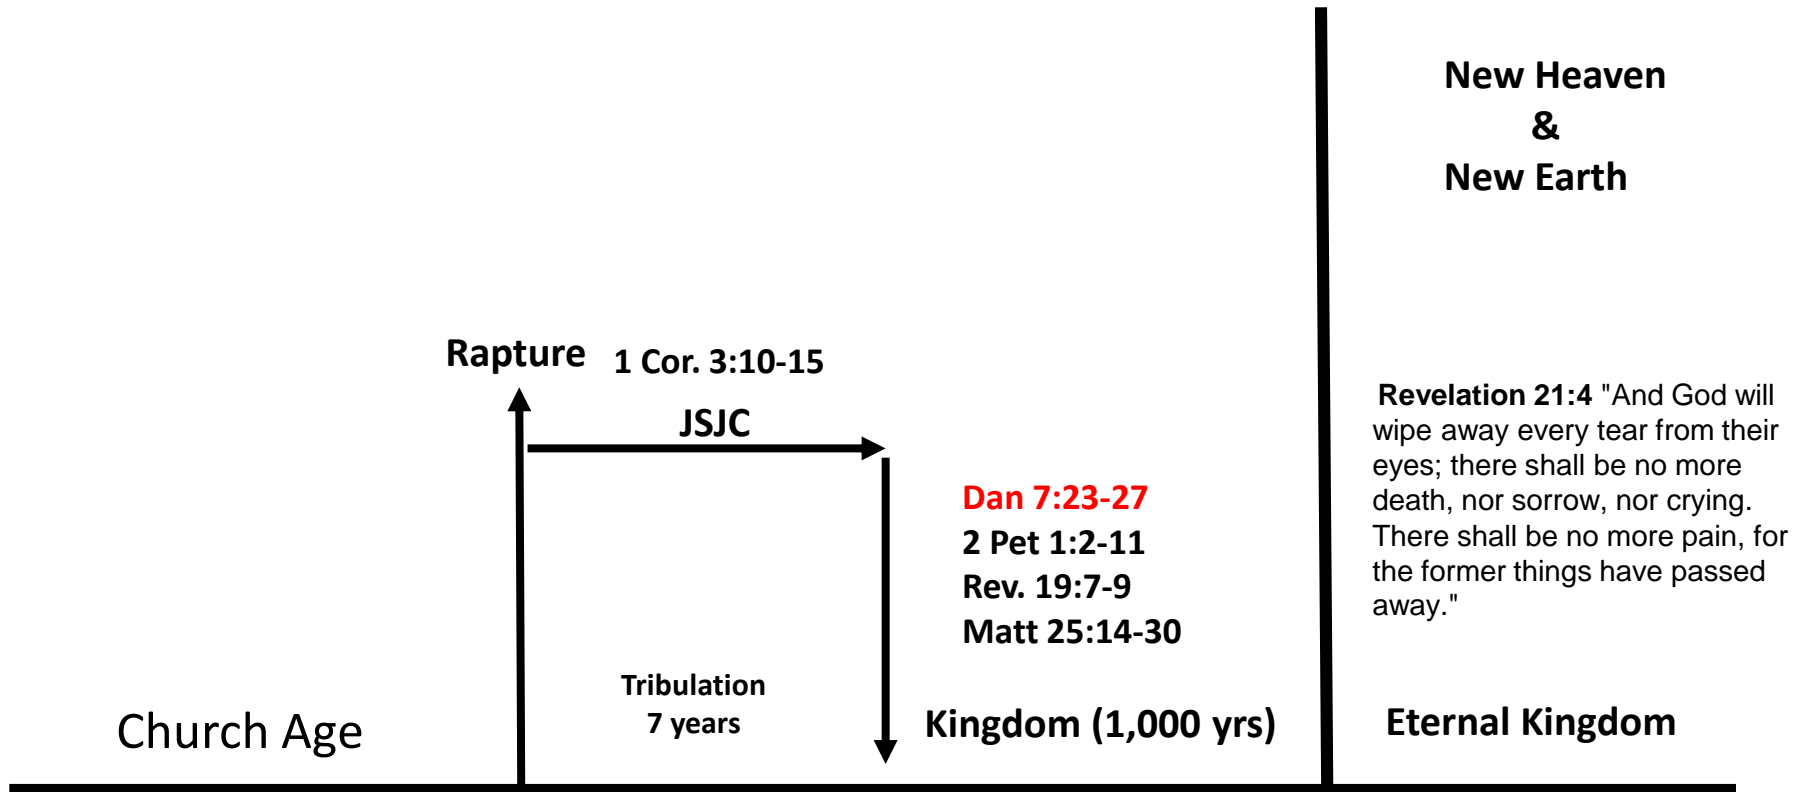 New Heaven
&
New Earth
Rapture
1 Cor. 3:10-15
JSJC
Revelation 21:4 "And God will
wipe away every tear from their
eyes; there shall be no more
death, nor sorrow, nor crying.
There shall be no more pain, for
the former things have passed
away."
Dan 7:23-27
2 Pet 1:2-11
Rev. 19:7-9
Matt 25:14-30
Church Age
Tribulation
7 years
Kingdom (1,000 yrs)
Eternal Kingdom